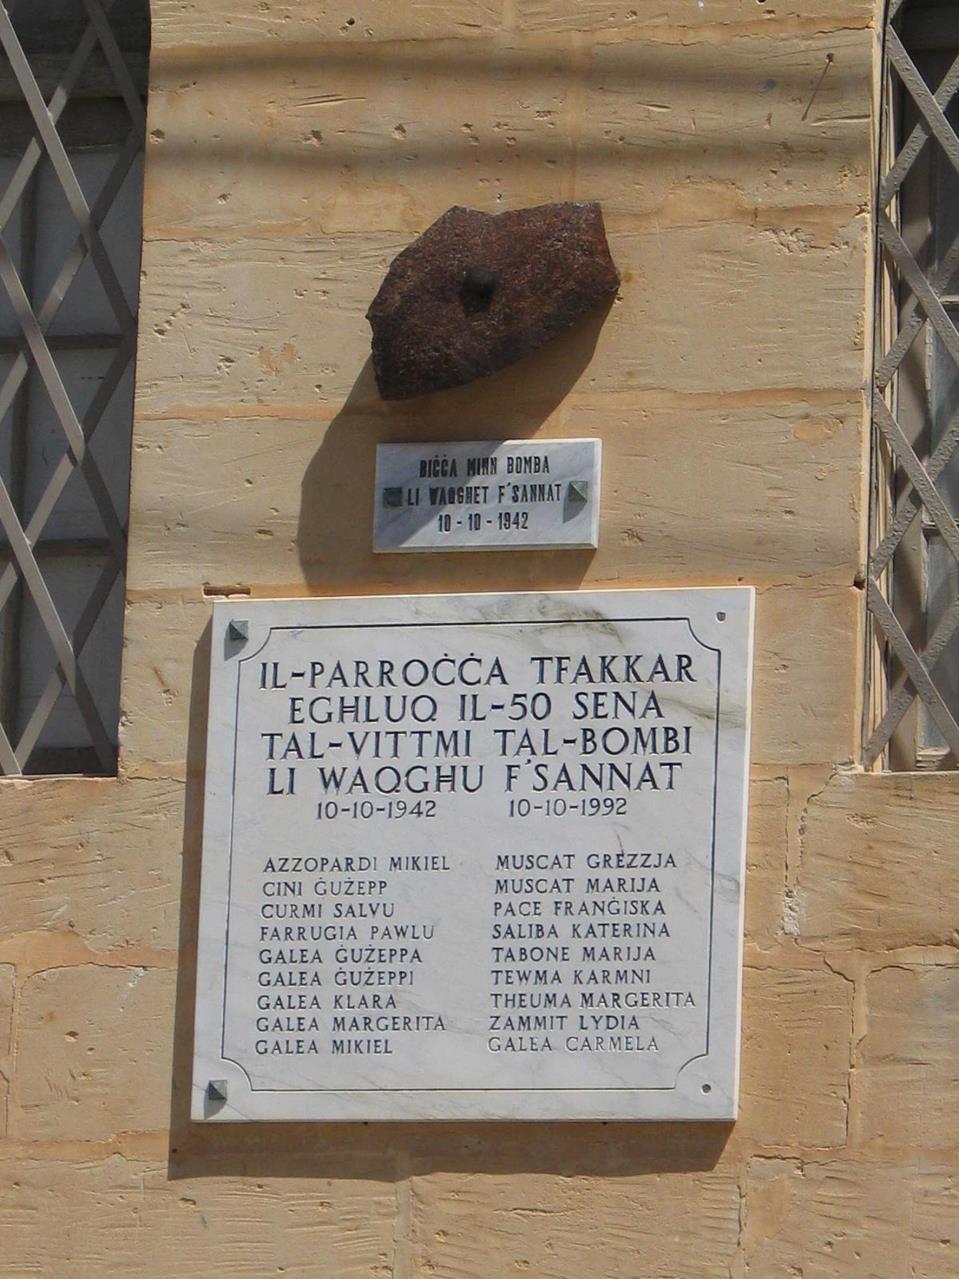 BIĊĊA MINN BOMBA
LI WAQGHET F'SANNAT
10-10-1942
IL-PARROĊĊA TFAKKAR
EGHLUQ IL-50 SENA
TAL-VITTMI TAL-BOMBI
LI WAQGHU F'SANNAT
10-10-1942 10-10-1992
AZZOPARDI MIKIEL
CINI ĠUŻEPP
CURMI SALVU
FARRUGIA PAWLU
GALEA ĠUŻEPPA
GALEA ĠUŻEPPI
GALEA KLARA
GALEA MARGERITA
GALEA MIKIEL
MUSCAT GREZZJA
MUSCAT MARIJA
PACE FRANĠISKA
SALIBA KATERINA
TABONE MARIJA
TEWMA KARMNI
THEUMA MARGERITA
ZAMMIT LYDIA
GALEA CARMELA